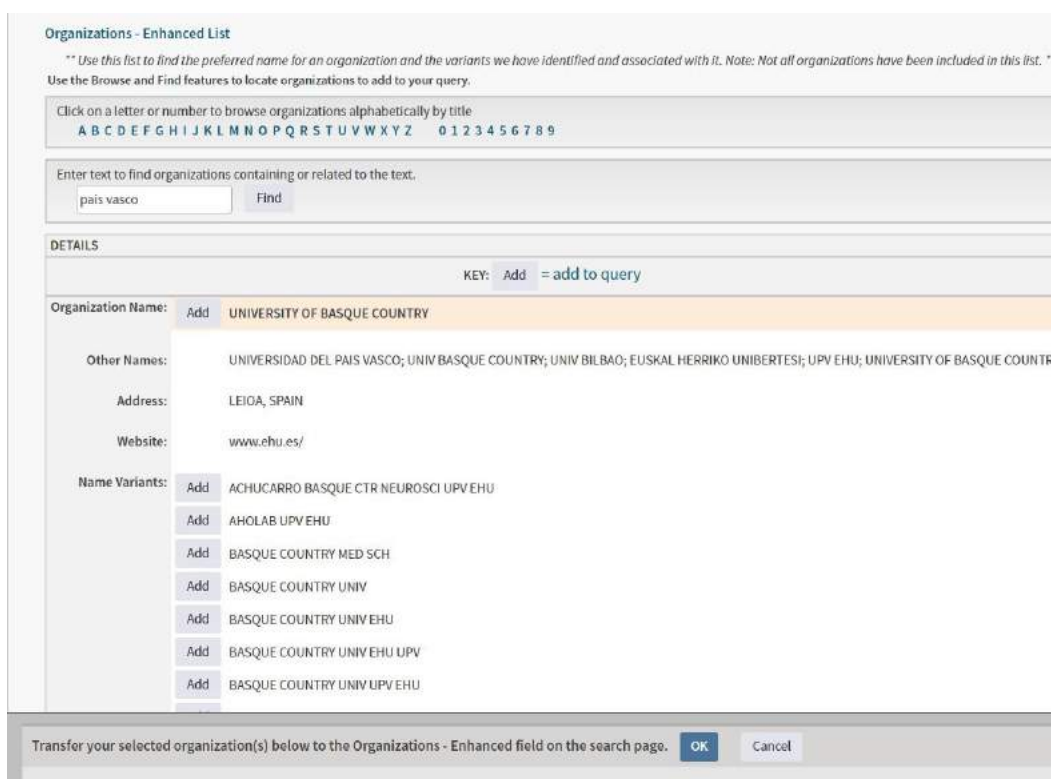 Organizations - Enhanced List
** Use this list to find the preferred name for an organization and the variants we have identified and associated with it. Note: Not all organizations have been included in this list. *
Use the Browse and Find features to locate organizations to add to your query.
Click on a letter or number to browse organizations alphabetically by title
A B C D E F G H I J K L M N O P Q R S T U V W X Y Z 0 1 2 3 4 5 6 7 8 9
Enter text to find organizations containing or related to the text.
pais vasco Find
DETAILS
KEY: Add = add to query
Organization Name: Add UNIVERSITY OF BASQUE COUNTRY
Other Names: UNIVERSIDAD DEL PAIS VASCO; UNIV BASQUE COUNTRY; UNIV BILBAO; EUSKAL HERRIKO UNIBERTESI; UPV EHU; UNIVERSITY OF BASQUE COUNTR
Address: LEIOA, SPAIN
Website: www.ehu.es/
Name Variants: Add ACHUCARRO BASQUE CTR NEUROSCI UPV EHU
Add AHOLAB UPV EHU
Add BASQUE COUNTRY MED SCH
Add BASQUE COUNTRY UNIV
Add BASQUE COUNTRY UNIV EHU
Add BASQUE COUNTRY UNIV EHU UPV
Add BASQUE COUNTRY UNIV UPV EHU
Transfer your selected organization(s) below to the Organizations - Enhanced field on the search page. OK Cancel